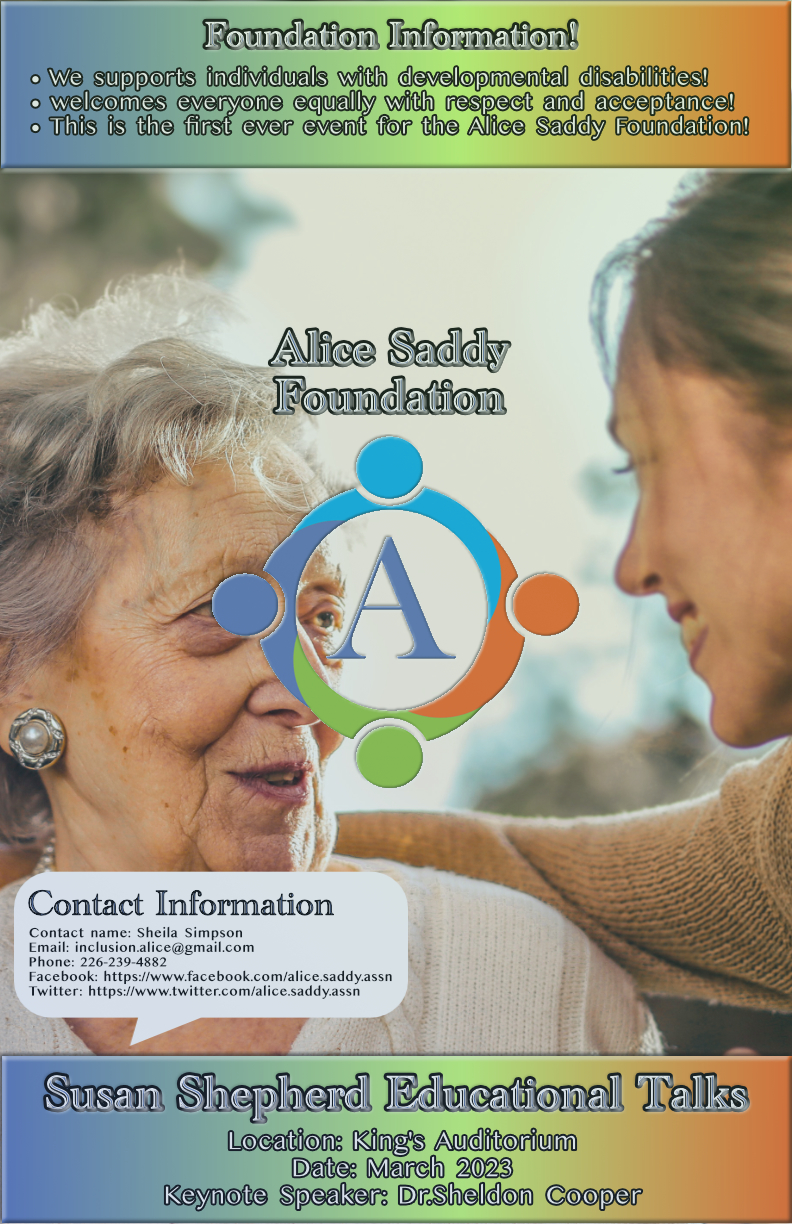 Foundation Information!
• We supports individuals with developmental disabilities!
• welcomes everyone equally with respect and acceptance!
• This is the first ever event for the Alice Saddy Foundation!
Alice Saddy
Foundation
A
Contact Information
Contact name: Sheila Simpson
Email: inclusion.alice@gmail.com
Phone: 226-239-4882
Facebook: https://www.facebook.com/alice.saddy.assn
Twitter: https://www.twitter.com/alice.saddy.assn
Susan Shepherd Educational Talks
Location: King's Auditorium
Date: March 2023
Keynote Speaker: Dr.Sheldon Cooper